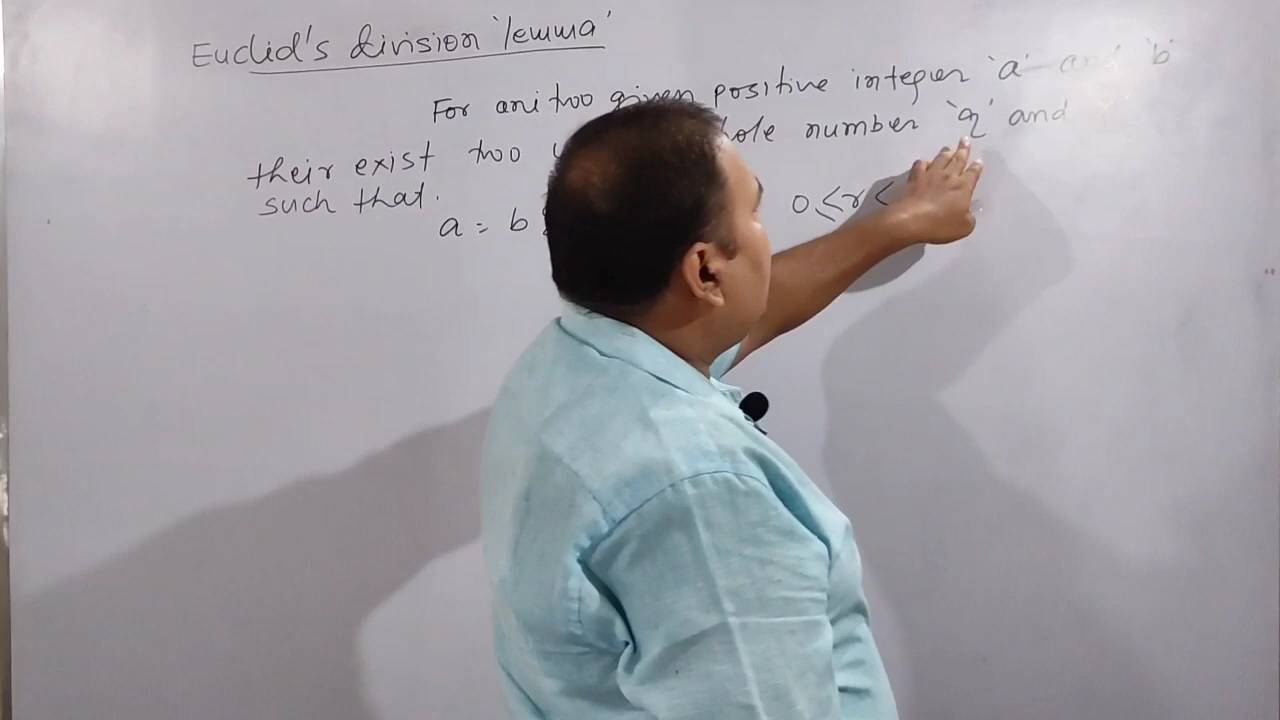 Euclid's division 'lemma'
For ani two given positive integer 'a' and 'b'
their exist two whole number 'q' and
such that.
a = b 0 ≤ r <